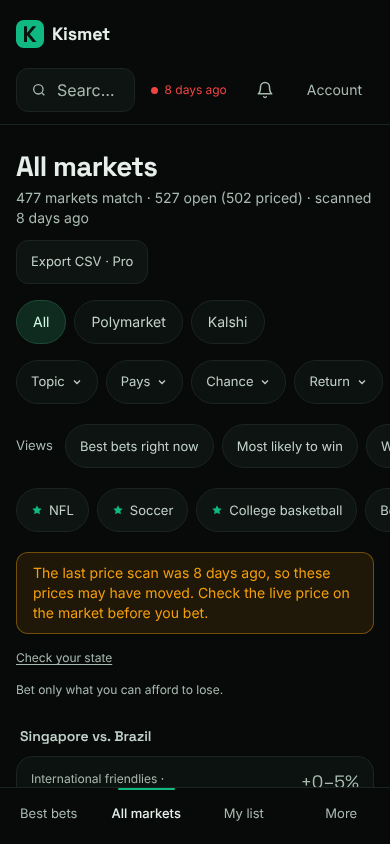 Kismet
Searc...
8 days ago
Account
All markets
477 markets match · 527 open (502 priced) · scanned
8 days ago
Export CSV · Pro
All
Polymarket
Kalshi
Topic
Pays
Chance
Return
Views
Best bets right now
Most likely to win
NFL
Soccer
College basketball
The last price scan was 8 days ago, so these
prices may have moved. Check the live price on
the market before you bet.
Check your state
Bet only what you can afford to lose.
Singapore vs. Brazil
International friendlies ·
+0–5%
Best bets
All markets
My list
More